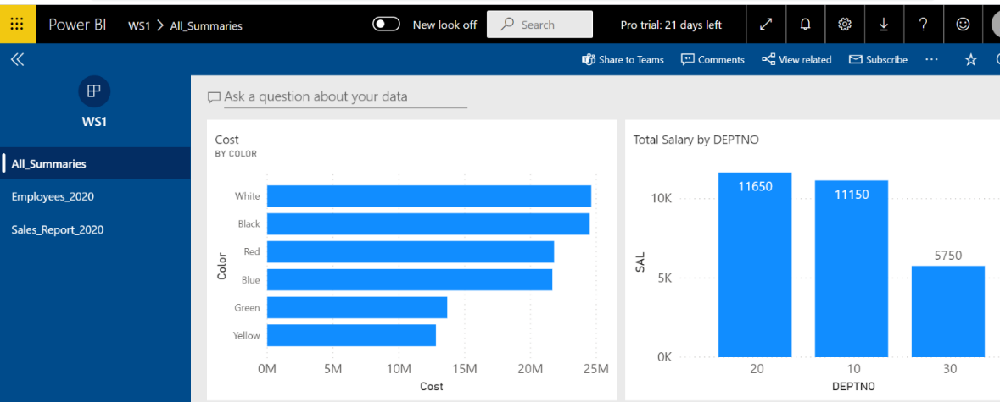 Power BI WS1 > All_Summaries New look off Search Pro trial: 21 days left ?
Share to Teams Comments View related Subscribe ...
WS1
All_Summaries
Employees_2020
Sales_Report_2020
Ask a question about your data
Cost
BY COLOR
White
Black
Red
Blue
Green
Yellow
Color
0M 5M 10M 15M 20M 25M
Cost
Total Salary by DEPTNO
10K
5K
0K
SAL
11650
11150
5750
20 10 30
DEPTNO